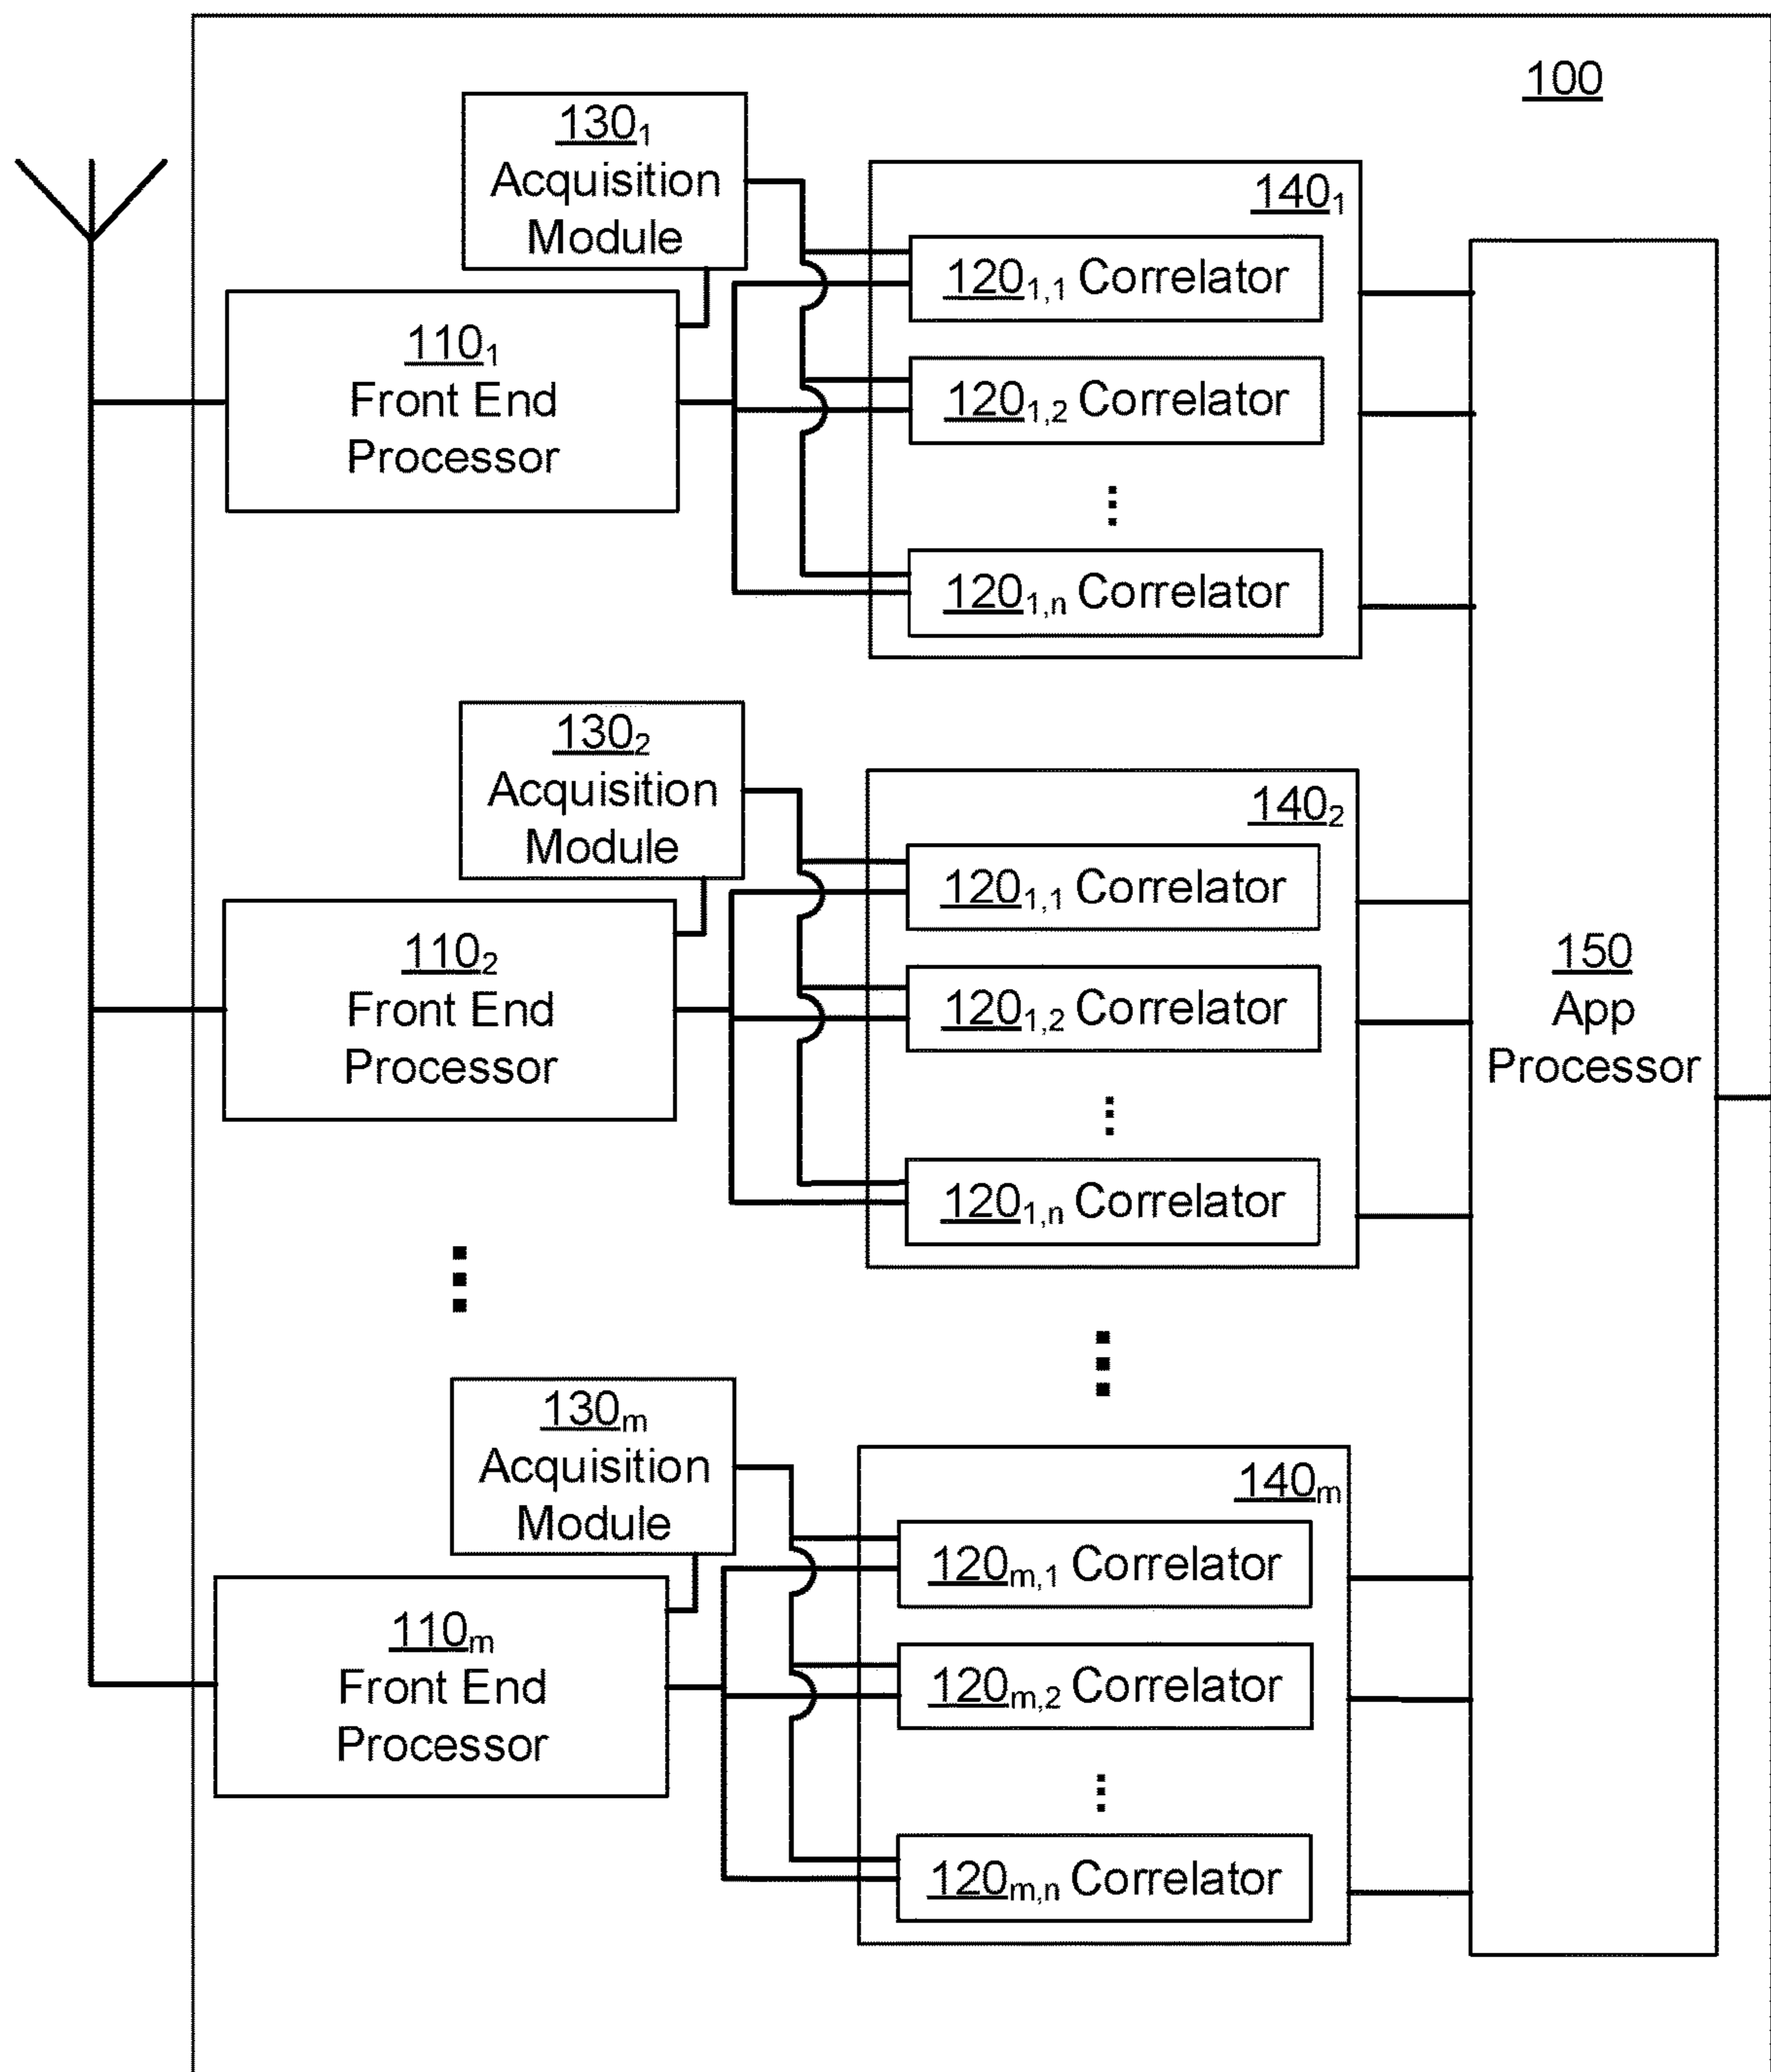 100
130₁
Acquisition
Module
140₁
120₁,₁ Correlator
110₁
Front End
Processor
120₁,₂ Correlator
⋮
120₁,ₙ Correlator
130₂
Acquisition
Module
140₂
120₁,₁ Correlator
110₂
Front End
Processor
120₁,₂ Correlator
⋮
120₁,ₙ Correlator
150
App
Processor
⋮
⋮
130ₘ
Acquisition
Module
140ₘ
120ₘ,₁ Correlator
110ₘ
Front End
Processor
120ₘ,₂ Correlator
⋮
120ₘ,ₙ Correlator